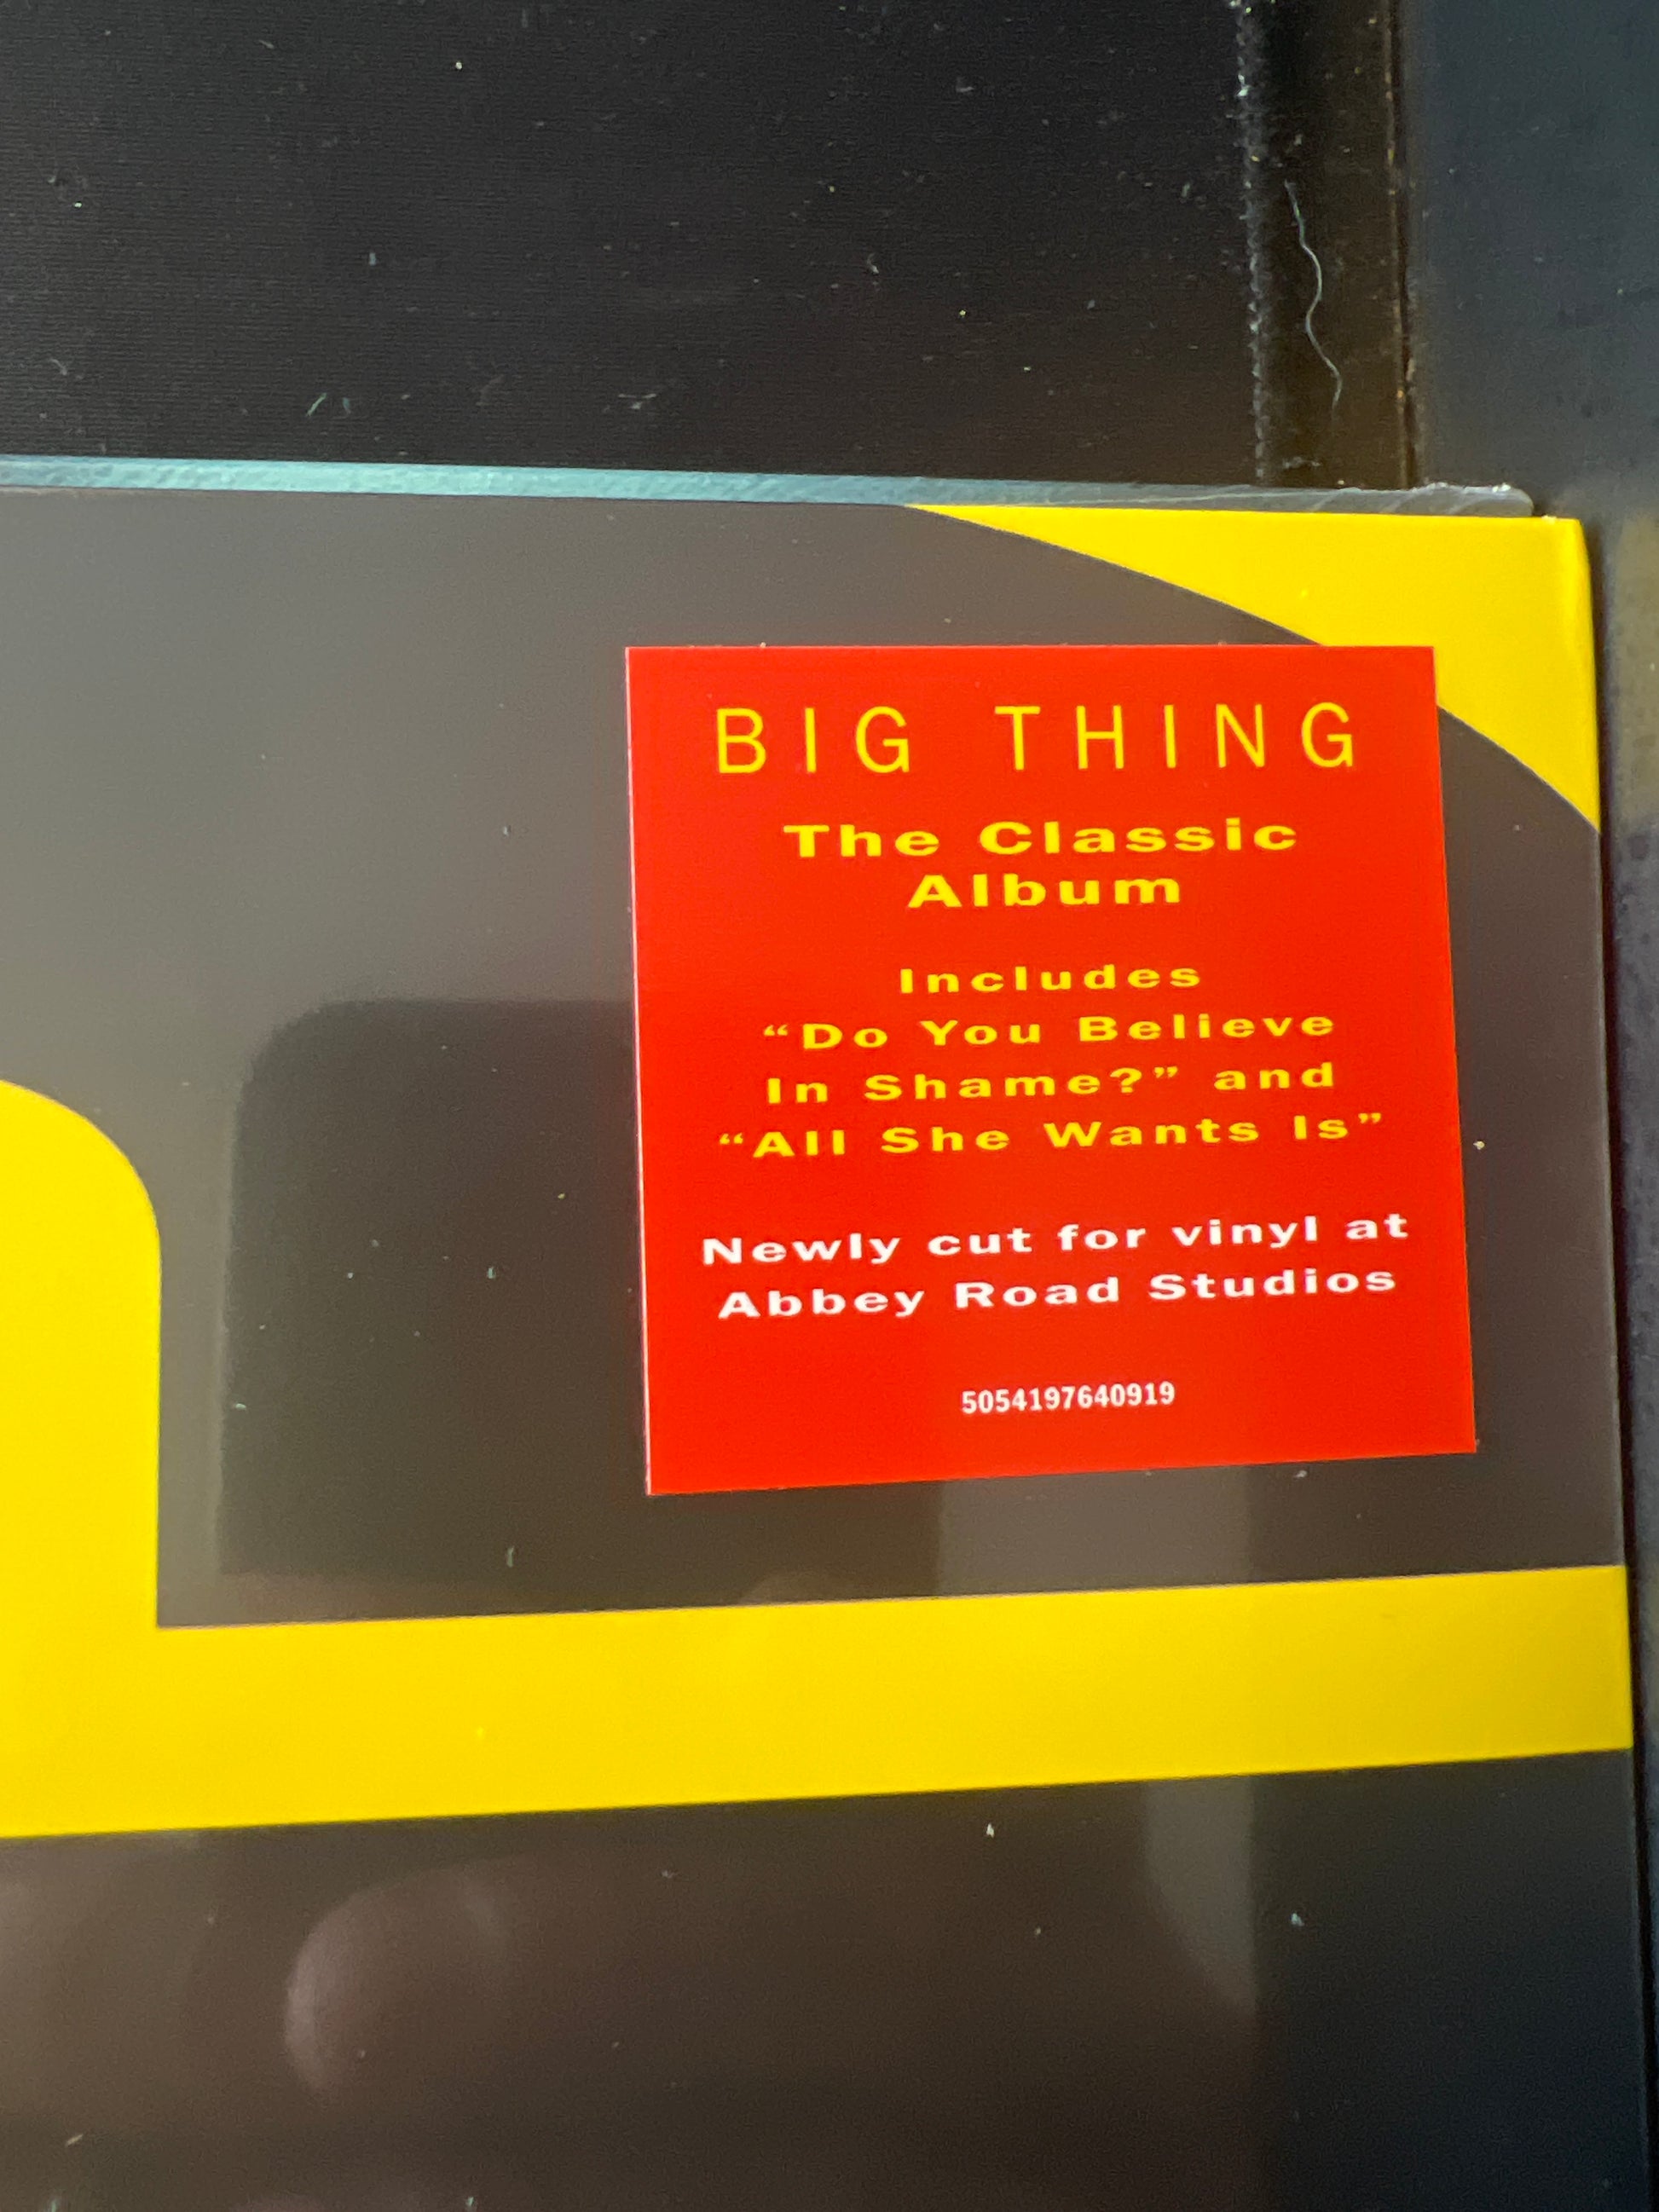 BIG THING
The Classic
Album
Includes
“Do You Believe
In Shame?” and
“All She Wants Is”
Newly cut for vinyl at
Abbey Road Studios
5054197640919